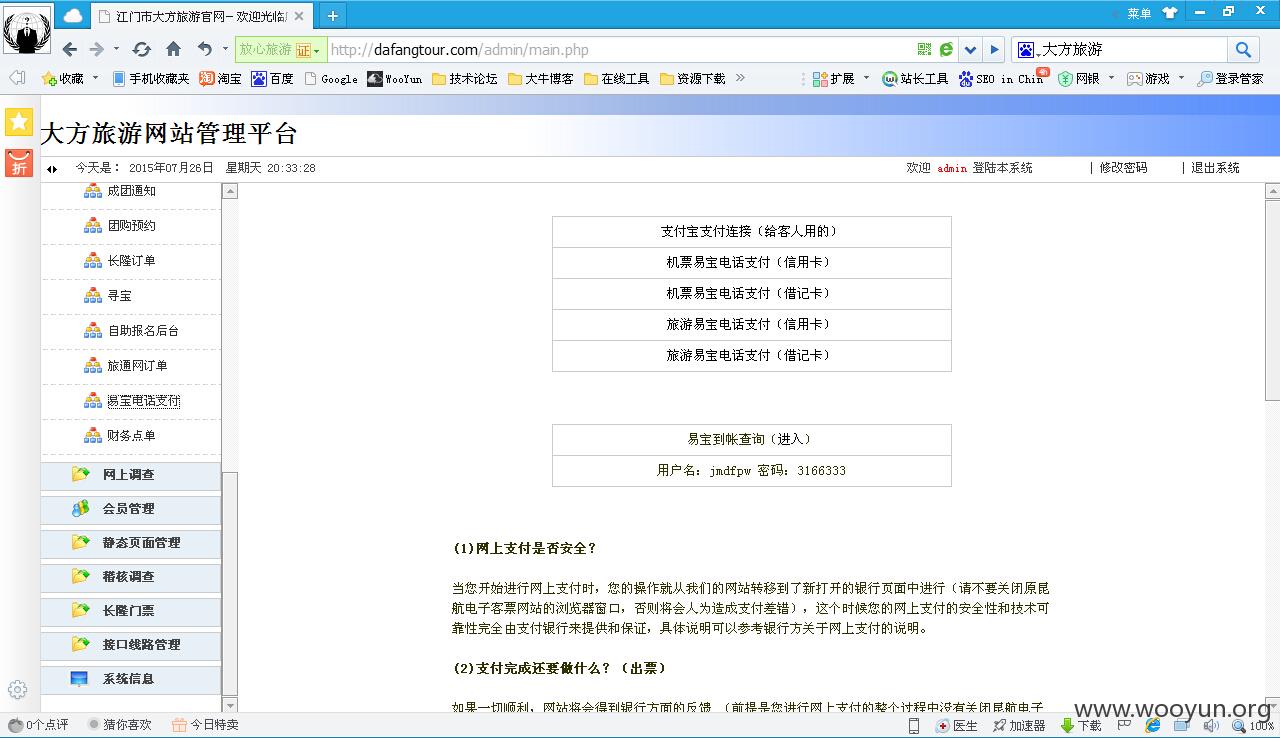 江门市大方旅游官网-- 欢迎光临
菜单
放心旅游 证
http://dafangtour.com/admin/main.php
大方旅游
收藏 手机收藏夹 淘宝 百度 Google WooYun 技术论坛 大牛博客 在线工具 资源下载 »
扩展 站长工具 SEO in Chin 网银 游戏 登录管家
折
大方旅游网站管理平台
今天是： 2015年07月26日 星期天 20:33:28
欢迎 admin 登陆本系统 | 修改密码 | 退出系统
成团通知
团购预约
长隆订单
寻宝
自助报名后台
旅通网订单
易宝电话支付
财务点单
网上调查
会员管理
静态页面管理
稽核调查
长隆门票
接口线路管理
系统信息
支付宝支付连接（给客人用的）
机票易宝电话支付（信用卡）
机票易宝电话支付（借记卡）
旅游易宝电话支付（信用卡）
旅游易宝电话支付（借记卡）
易宝到帐查询（进入）
用户名：jmdfpw 密码：3166333
(1)网上支付是否安全？
当您开始进行网上支付时，您的操作就从我们的网站转移到了新打开的银行页面中进行（请不要关闭原昆
航电子客票网站的浏览器窗口，否则将会人为造成支付差错），这个时候您的网上支付的安全性和技术可
靠性完全由支付银行来提供和保证，具体说明可以参考银行方关于网上支付的说明。
(2)支付完成还要做什么？（出票）
如果一切顺利，网站将会得到银行方面的反馈（前提是您进行网上支付的整个过程中没有关闭昆航电子
www.wooyun.org
0个点评 猜你喜欢 今日特卖
医生 加速器 下载 100%